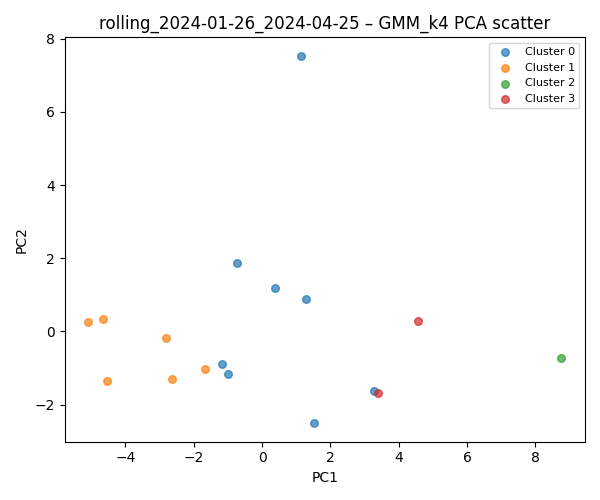 rolling_2024-01-26_2024-04-25 – GMM_k4 PCA scatter
8
6
4
2
0
−2
PC2
Cluster 0
Cluster 1
Cluster 2
Cluster 3
−4 −2 0 2 4 6 8
PC1